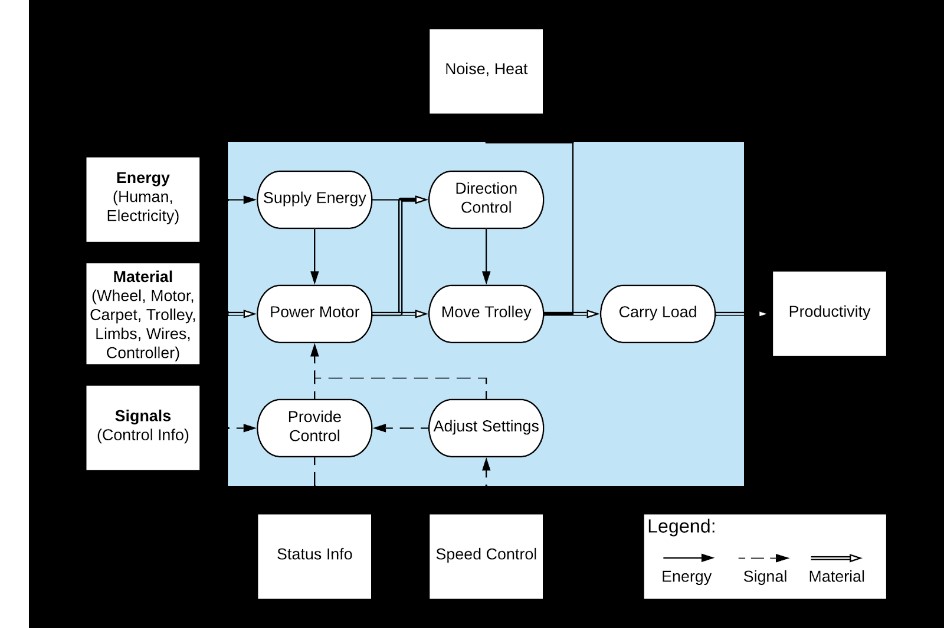 Noise, Heat
Energy
(Human,
Electricity)
Supply Energy
Direction
Control
Material
(Wheel, Motor,
Carpet, Trolley,
Limbs, Wires,
Controller)
Power Motor
Move Trolley
Carry Load
Productivity
Signals
(Control Info)
Provide
Control
Adjust Settings
Status Info
Speed Control
Legend:
Energy
Signal
Material